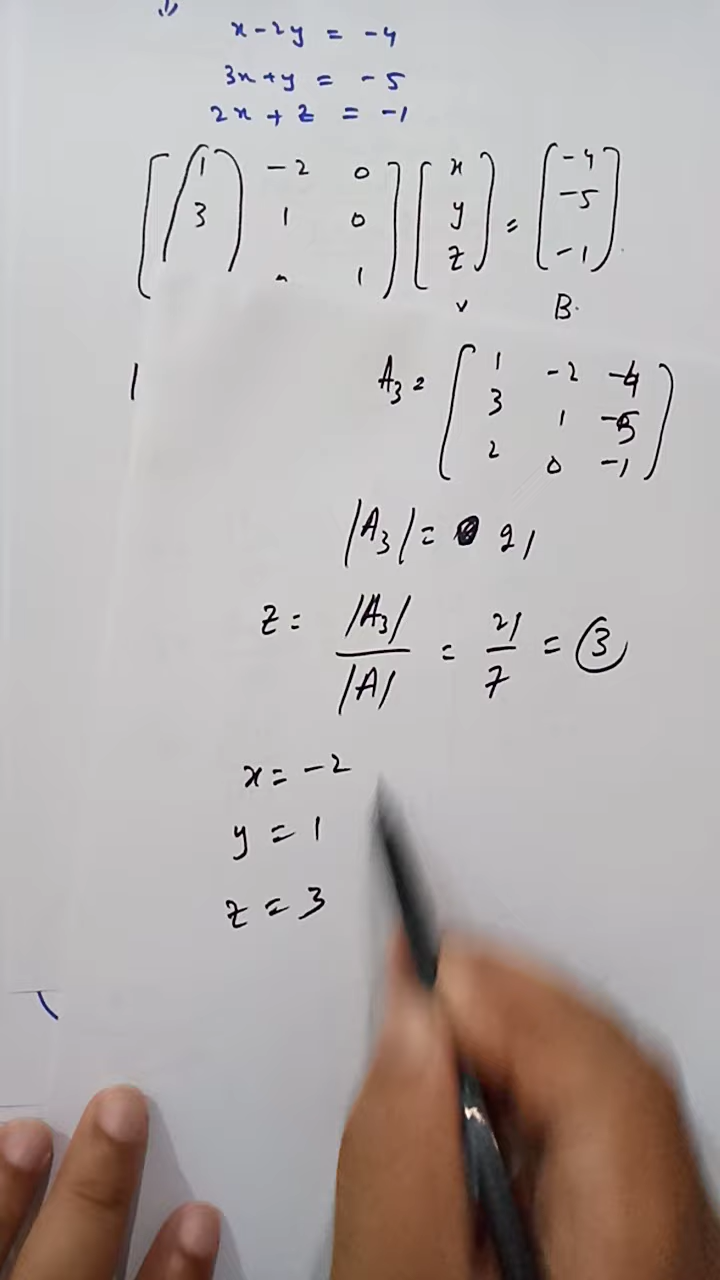 x-2y = -4
3x+y = -5
2x + z = -1
1 -2 0 x -4
3 1 0 y = -5
1 z -1
B.
A3 = 1 -2 -4
3 1 -5
2 0 -1
|A3| = 21
z = |A3| / |A| = 21 / 7 = 3
x = -2
y = 1
z = 3